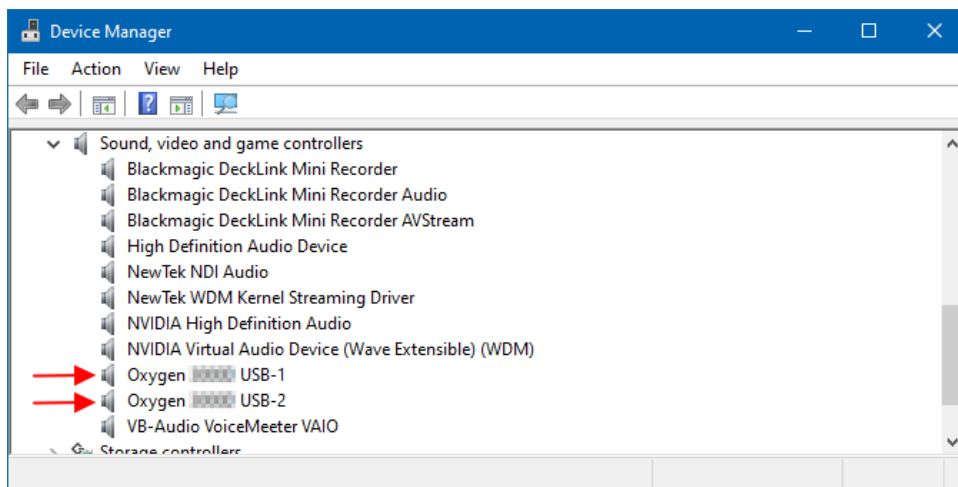 Device Manager
File Action View Help
Sound, video and game controllers
Blackmagic DeckLink Mini Recorder
Blackmagic DeckLink Mini Recorder Audio
Blackmagic DeckLink Mini Recorder AVStream
High Definition Audio Device
NewTek NDI Audio
NewTek WDM Kernel Streaming Driver
NVIDIA High Definition Audio
NVIDIA Virtual Audio Device (Wave Extensible) (WDM)
Oxygen USB-1
Oxygen USB-2
VB-Audio VoiceMeeter VAIO
Storage controllers